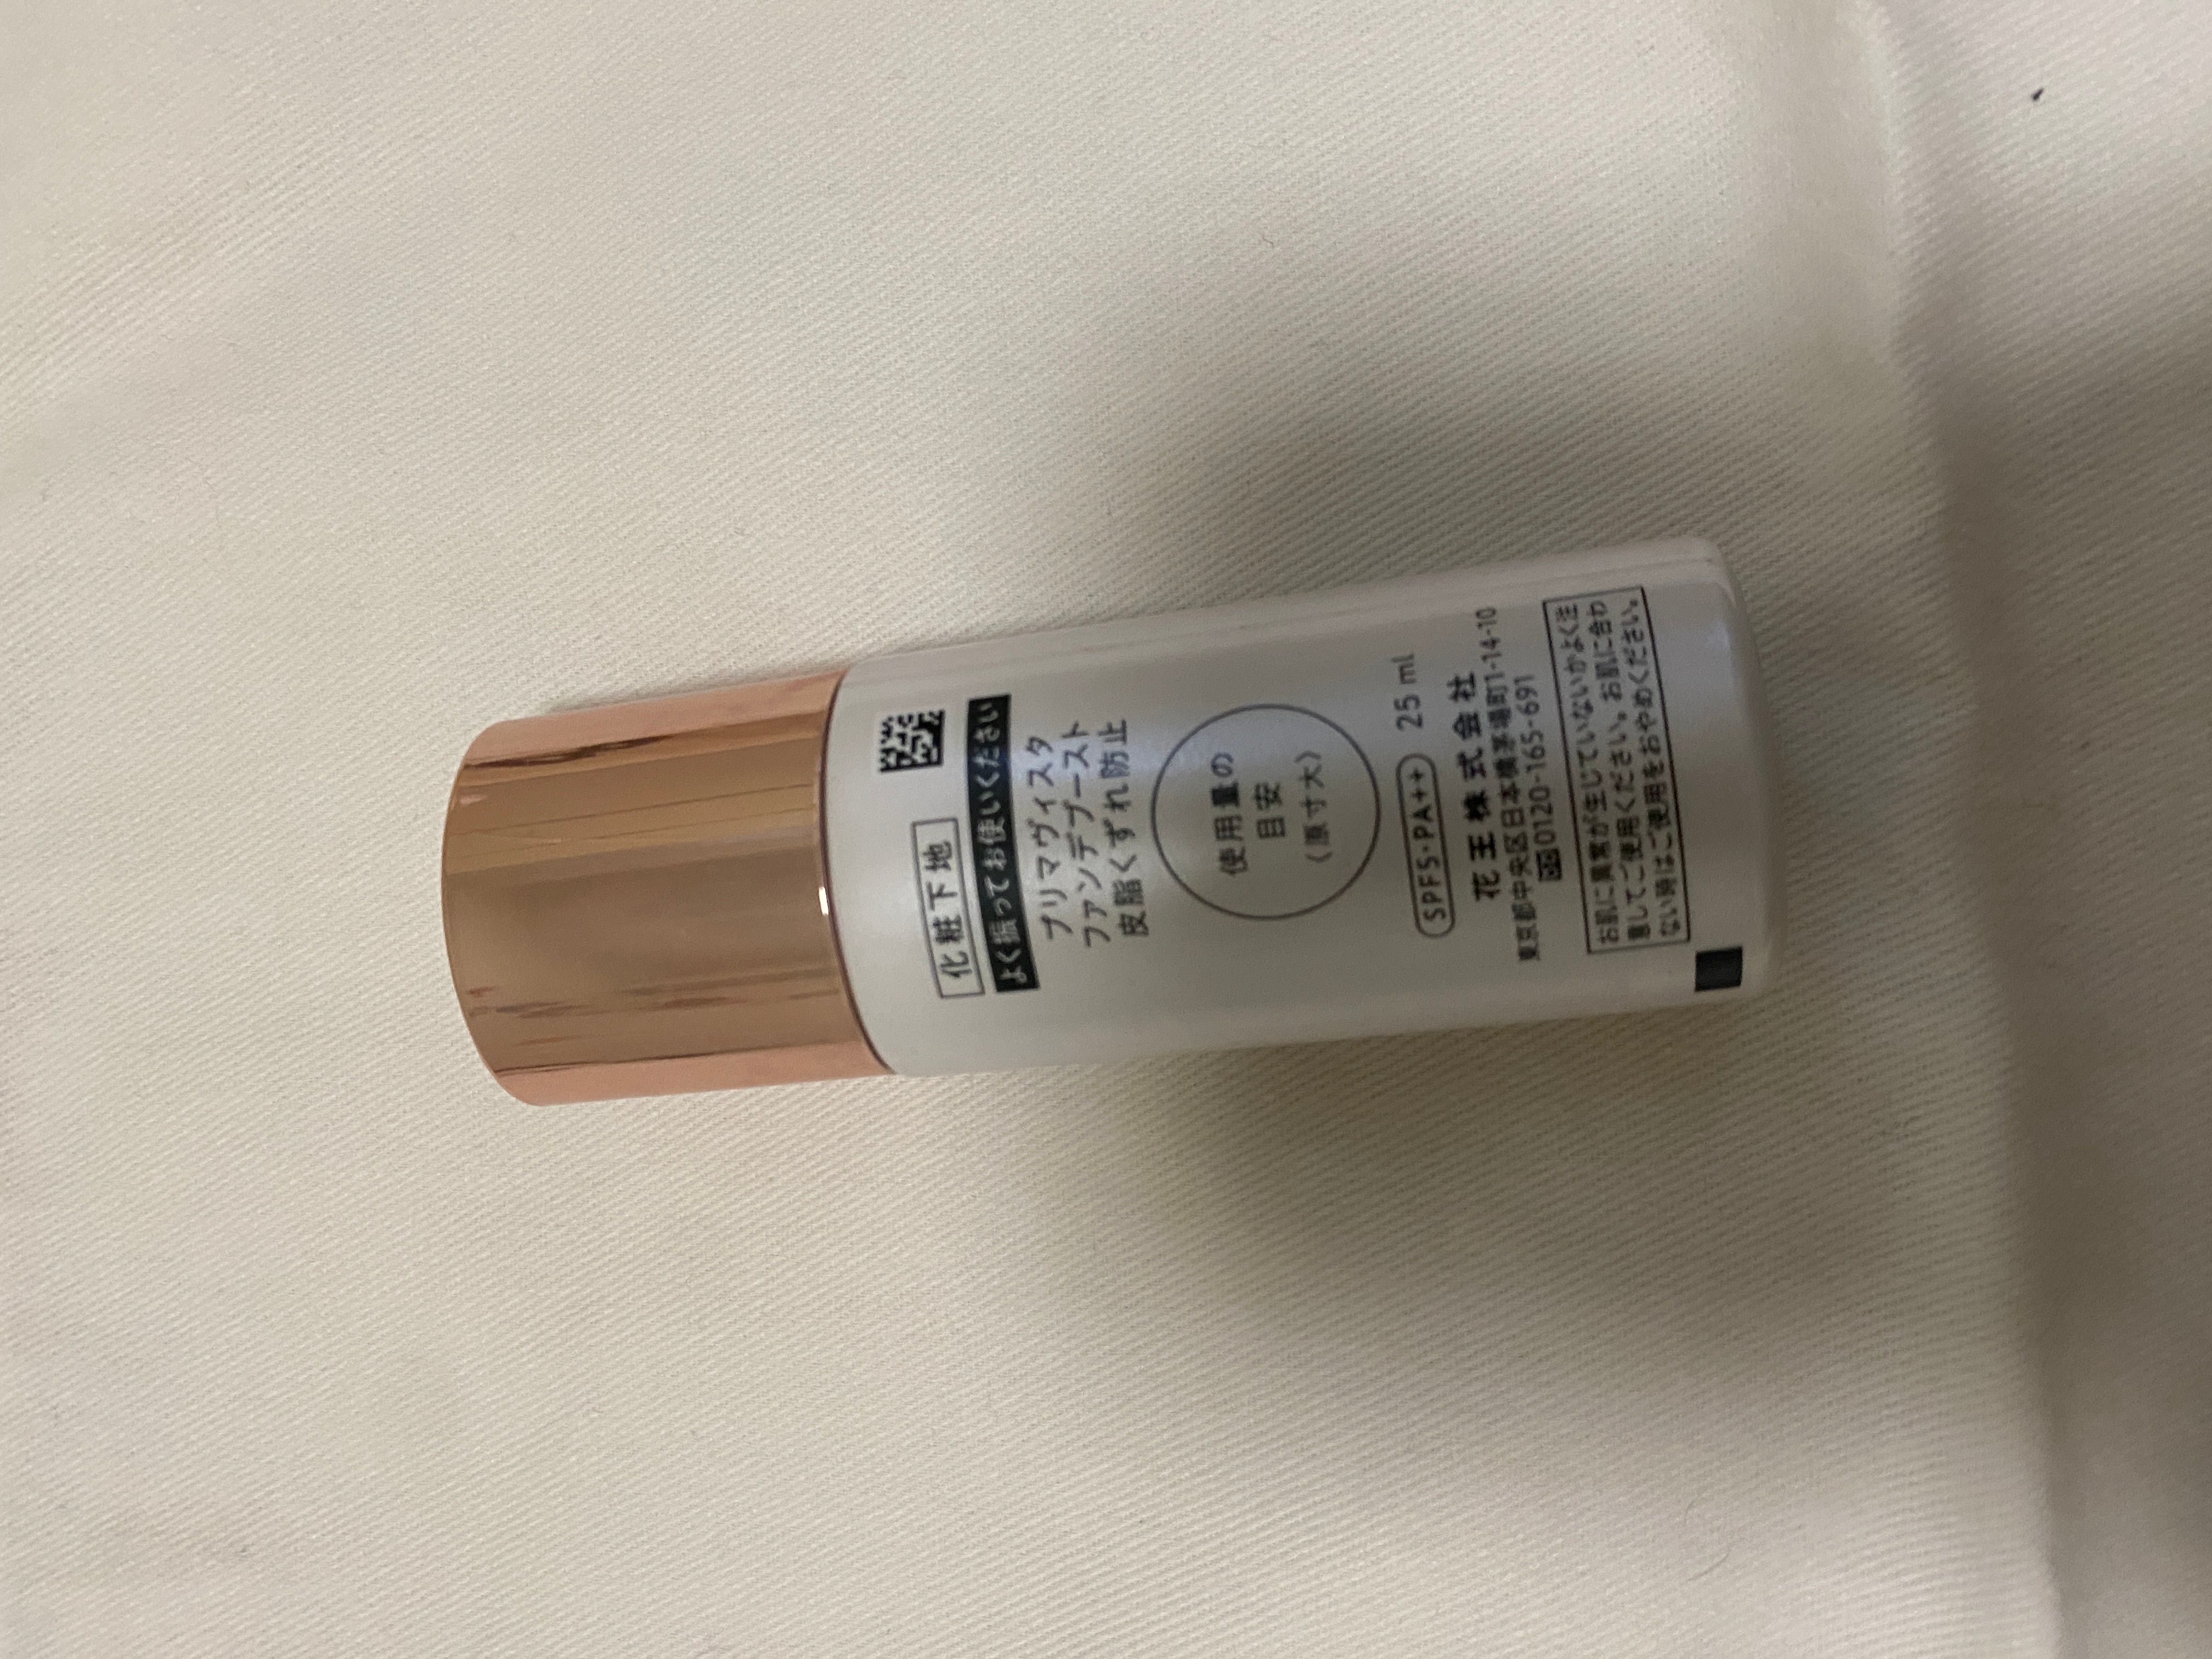 化粧下地
よく振ってお使いください
プリマヴィスタ
ファンデブースト
皮脂くずれ防止
使用量の
目安
〈原寸大〉
SPF5・PA++ 25 ml
花王株式会社
東京都中央区日本橋茅場町1-14-10
0120-165-691
お肌に異常が生じていないかよく注
意してご使用ください。お肌に合わ
ない時はご使用をおやめください。